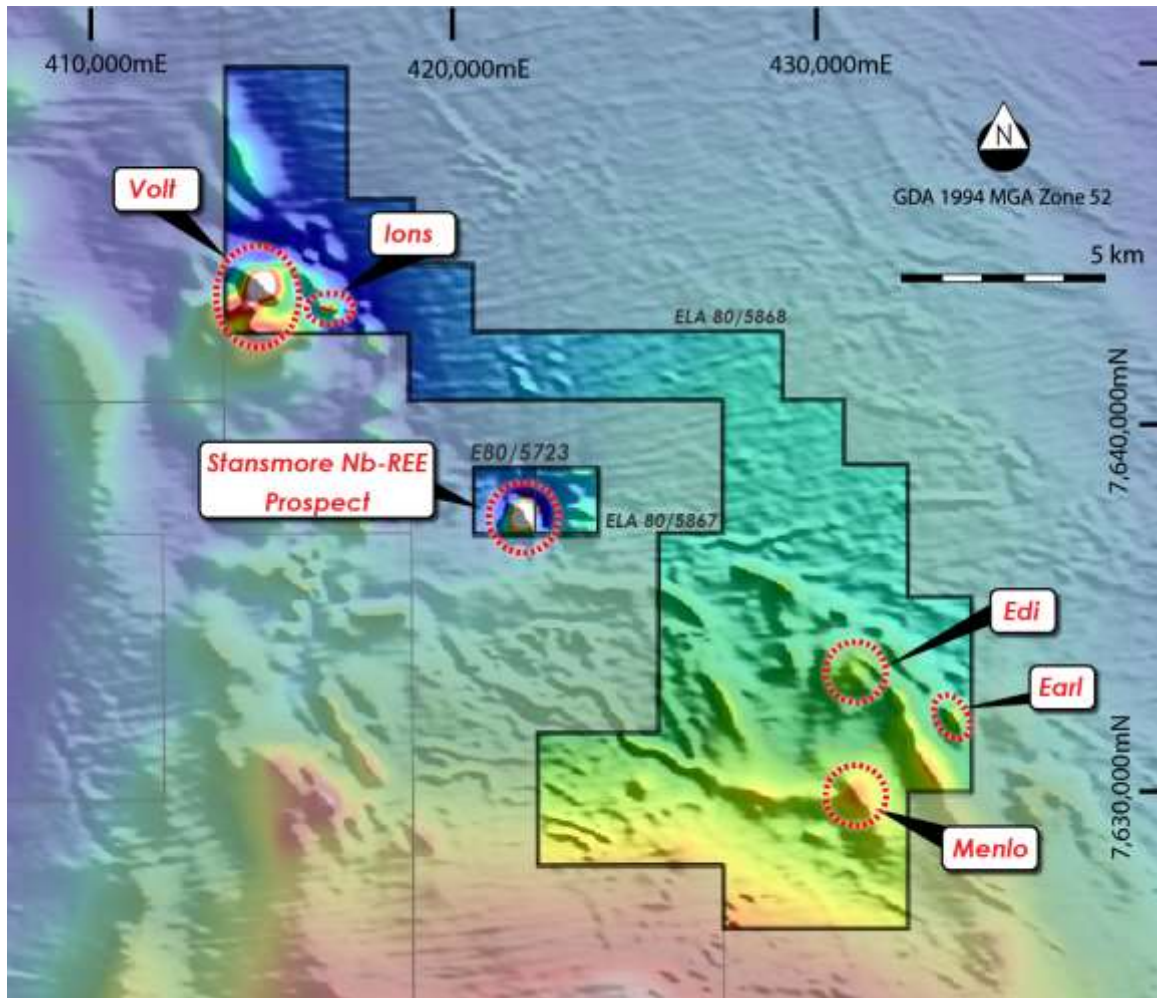 410,000mE
420,000mE
430,000mE
N
GDA 1994 MGA Zone 52
5 km
Volt
Ions
ELA 80/5868
7,640,000mN
Stansmore Nb-REE
Prospect
E80/5723
ELA 80/5867
Edi
Earl
7,630,000mN
Menlo